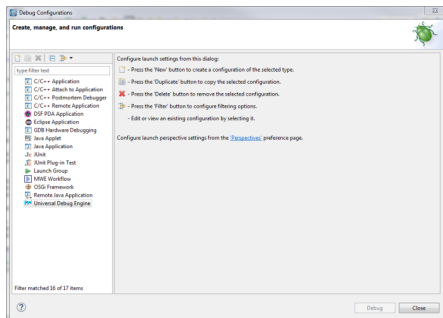 Debug Configurations
Create, manage, and run configurations
type filter text
C/C++ Application
C/C++ Attach to Application
C/C++ Postmortem Debugger
C/C++ Remote Application
DSF PDA Application
Eclipse Application
GDB Hardware Debugging
Java Applet
Java Application
JUnit
JUnit Plug-in Test
Launch Group
MWE Workflow
OSGi Framework
Remote Java Application
Universal Debug Engine
Filter matched 16 of 17 items
Configure launch settings from this dialog:
- Press the 'New' button to create a configuration of the selected type.
- Press the 'Duplicate' button to copy the selected configuration.
- Press the 'Delete' button to remove the selected configuration.
- Press the 'Filter' button to configure filtering options.
- Edit or view an existing configuration by selecting it.
Configure launch perspective settings from the 'Perspectives' preference page.
Debug
Close